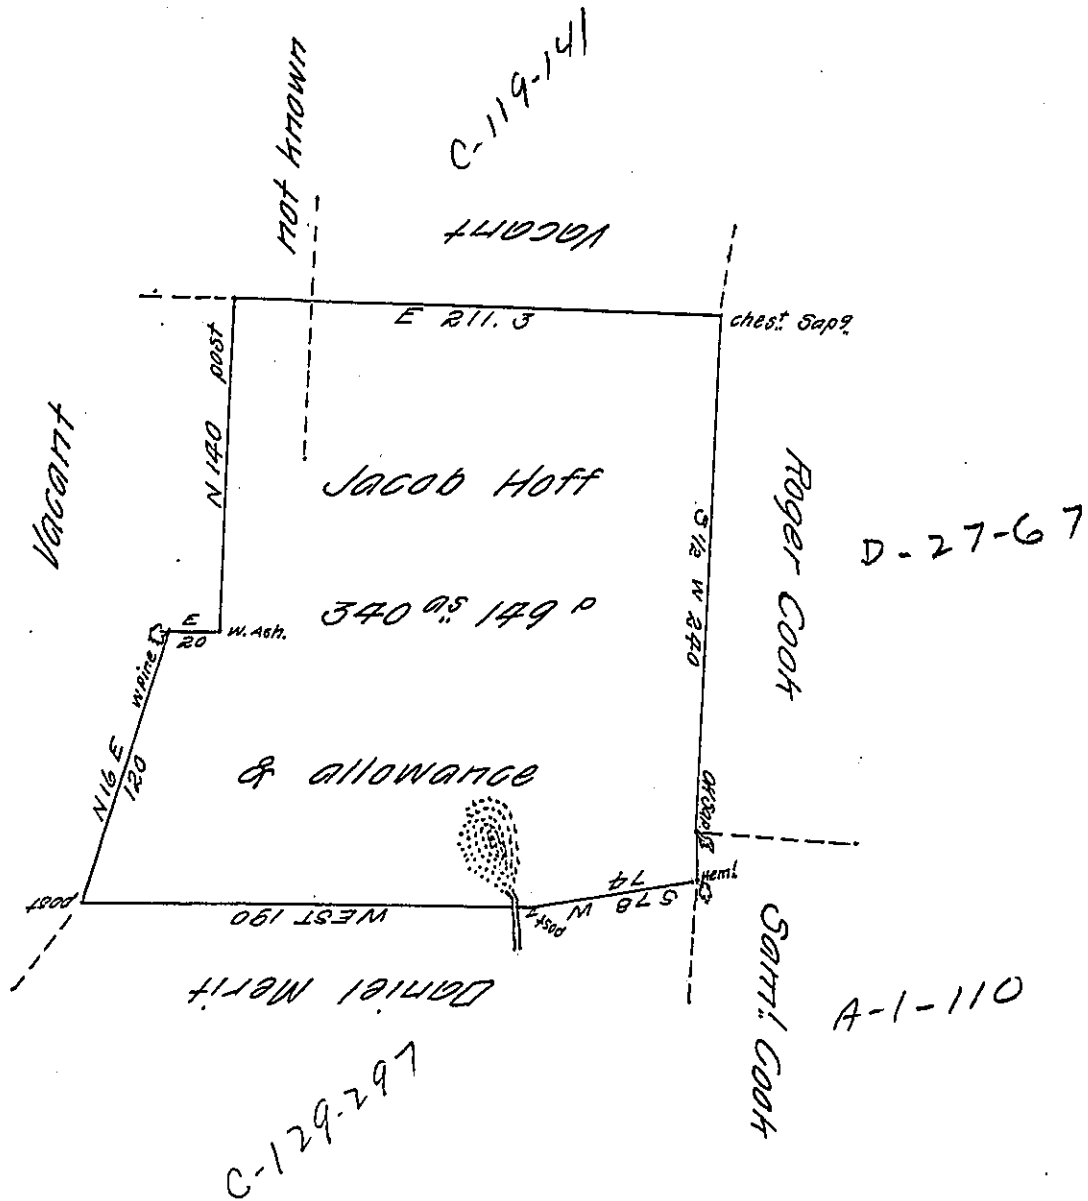 not known
C-119-141
Vacant
E 211.3
chest. Sapg.
N 140 post
Vacant
Jacob Hoff
340 as. 149 p
& allowance
S 1/2 W 240
Roger Cook
D-27-67
E
20
W. Ash.
W Pine
N 16 E
120
Heml.
S 78 W
74
post
WEST 190
post
Daniel Merit
Saml. Cook
A-1-110
C-129-297